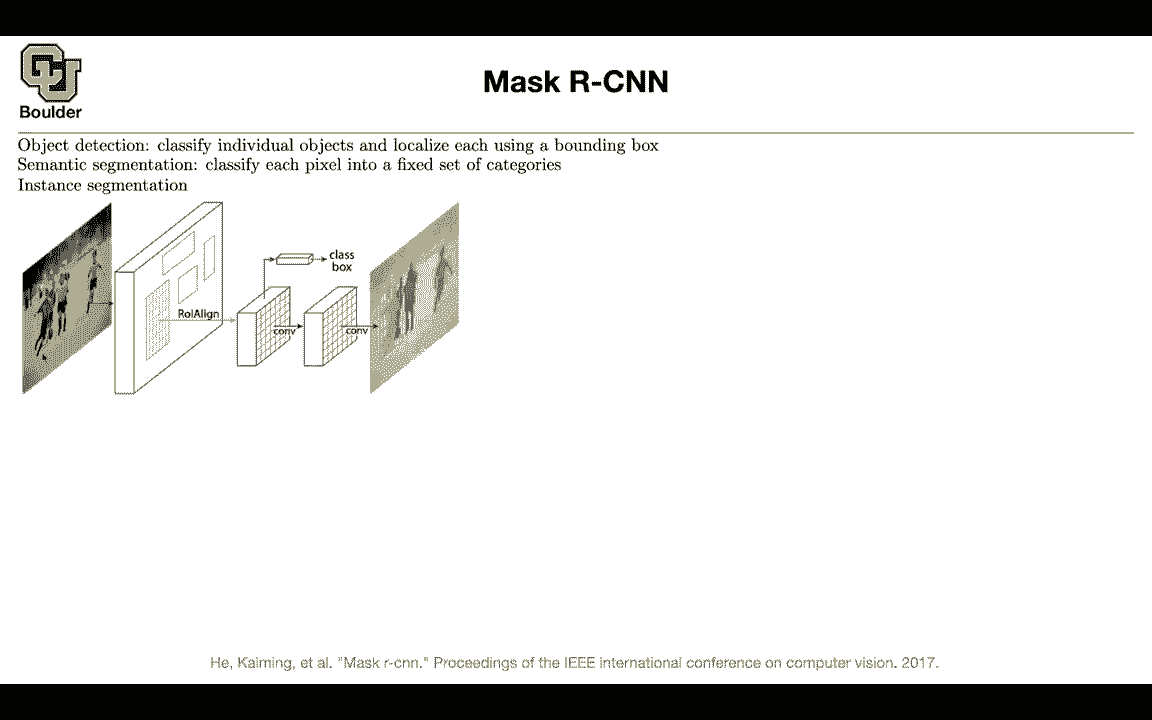 CU
Boulder
Mask R-CNN
Object detection: classify individual objects and localize each using a bounding box
Semantic segmentation: classify each pixel into a fixed set of categories
Instance segmentation
RoIAlign
class
box
conv
conv
He, Kaiming, et al. "Mask r-cnn." Proceedings of the IEEE international conference on computer vision. 2017.